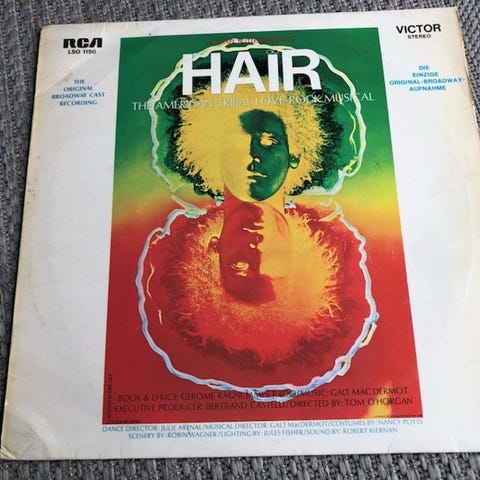 RCA
LSO 1150
VICTOR
STEREO
HAIR
THE AMERICAN TRIBAL LOVE-ROCK MUSICAL
THE
ORIGINAL
BROADWAY CAST
RECORDING
DIE
EINZIGE
ORIGINAL-BROADWAY-
AUFNAHME
BOOK & LYRICS: GEROME RAGNI/JAMES RADO/MUSIC: GALT MAC DERMOT
EXECUTIVE PRODUCER: BERTRAND CASTELLI/DIRECTED BY: TOM O'HORGAN
DANCE DIRECTOR: JULIE ARENAL/MUSICAL DIRECTOR: GALT MACDERMOT/COSTUMES BY: NANCY POTTS
SCENERY BY: ROBIN WAGNER/LIGHTING BY: JULES FISHER/SOUND BY: ROBERT KIERNAN